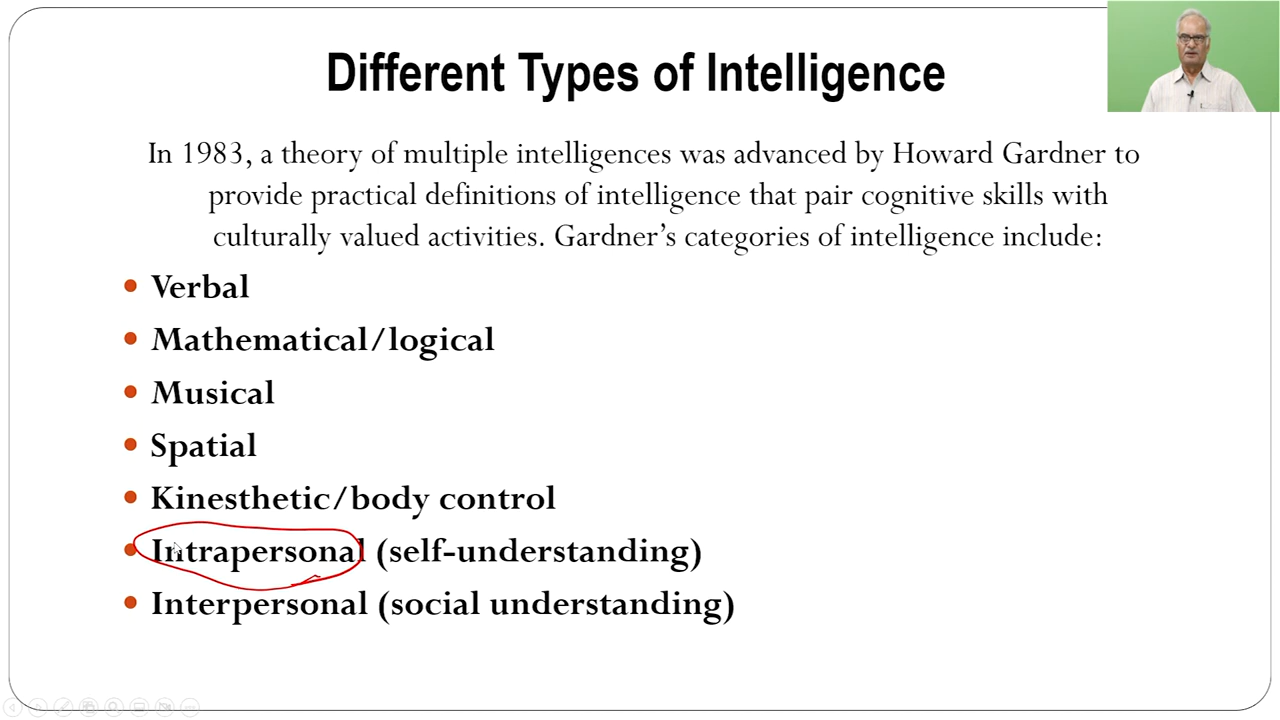 Different Types of Intelligence
In 1983, a theory of multiple intelligences was advanced by Howard Gardner to
provide practical definitions of intelligence that pair cognitive skills with
culturally valued activities. Gardner’s categories of intelligence include:
• Verbal
• Mathematical/logical
• Musical
• Spatial
• Kinesthetic/body control
• Intrapersonal (self-understanding)
• Interpersonal (social understanding)